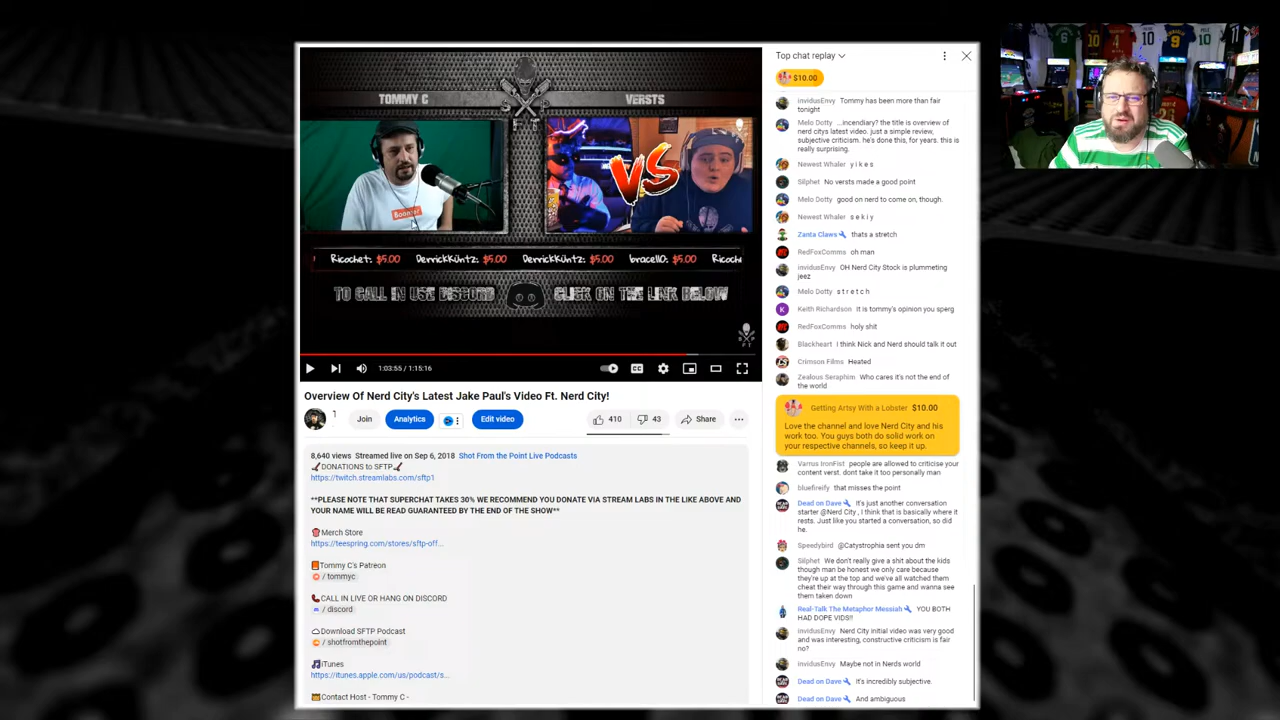 TOMMY C
VERSTS
VS
Ricochet: $5.00 DerrickKüntz: $5.00 DerrickKüntz: $5.00 bracell0: $5.00
TO CALL IN USE DISCORD CLICK ON THE LINK BELOW
1:03:55 / 1:15:16
Overview Of Nerd City's Latest Jake Paul's Video Ft. Nerd City!
Join
Analytics
Edit video
410
43
Share
8,640 views Streamed live on Sep 6, 2018 Shot From the Point Live Podcasts
DONATIONS to SFTP
https://twitch.streamlabs.com/sftp1
**PLEASE NOTE THAT SUPERCHAT TAKES 30% WE RECOMMEND YOU DONATE VIA STREAM LABS IN THE LIKE ABOVE AND
YOUR NAME WILL BE READ GUARANTEED BY THE END OF THE SHOW**
Merch Store
https://teespring.com/stores/sftp-off...
Tommy C's Patreon
/ tommyc
CALL IN LIVE OR HANG ON DISCORD
/ discord
Download SFTP Podcast
/ shotfromthepoint
iTunes
https://itunes.apple.com/us/podcast/s...
Contact Host - Tommy C -
Top chat replay
$10.00
invidusEnvy Tommy has been more than fair
tonight
Melo Dotty ...incendiary? the title is overview of
nerd citys latest video. just a simple review,
subjective criticism. he's done this, for years. this is
really surprising.
Newest Whaler y i k e s
Silphet No versts made a good point
Melo Dotty good on nerd to come on, though.
Newest Whaler s e k i y
Zanta Claws thats a stretch
RedFoxComms oh man
invidusEnvy OH Nerd City Stock is plummeting
jeez
Melo Dotty s t r e t c h
Keith Richardson It is tommy's opinion you sperg
RedFoxComms holy shit
Blackheart I think Nick and Nerd should talk it out
Crimson Films Heated
Zealous Seraphim Who cares it's not the end of
the world
Getting Artsy With a Lobster $10.00
Love the channel and love Nerd City and his
work too. You guys both do solid work on
your respective channels, so keep it up.
Varrus IronFist people are allowed to criticise your
content verst. dont take it too personally man
bluefireify that misses the point
Dead on Dave It's just another conversation
starter @Nerd City , I think that is basically where it
rests. Just like you started a conversation, so did
he.
Speedybird @Catystrophia sent you dm
Silphet We don't really give a shit about the kids
though man be honest we only care because
they're up at the top and we've all watched them
cheat their way through this game and wanna see
them taken down
Real-Talk The Metaphor Messiah YOU BOTH
HAD DOPE VIDS!!
invidusEnvy Nerd City initial video was very good
and was interesting, constructive criticism is fair
no?
invidusEnvy Maybe not in Nerds world
Dead on Dave It's incredibly subjective.
Dead on Dave And ambiguous